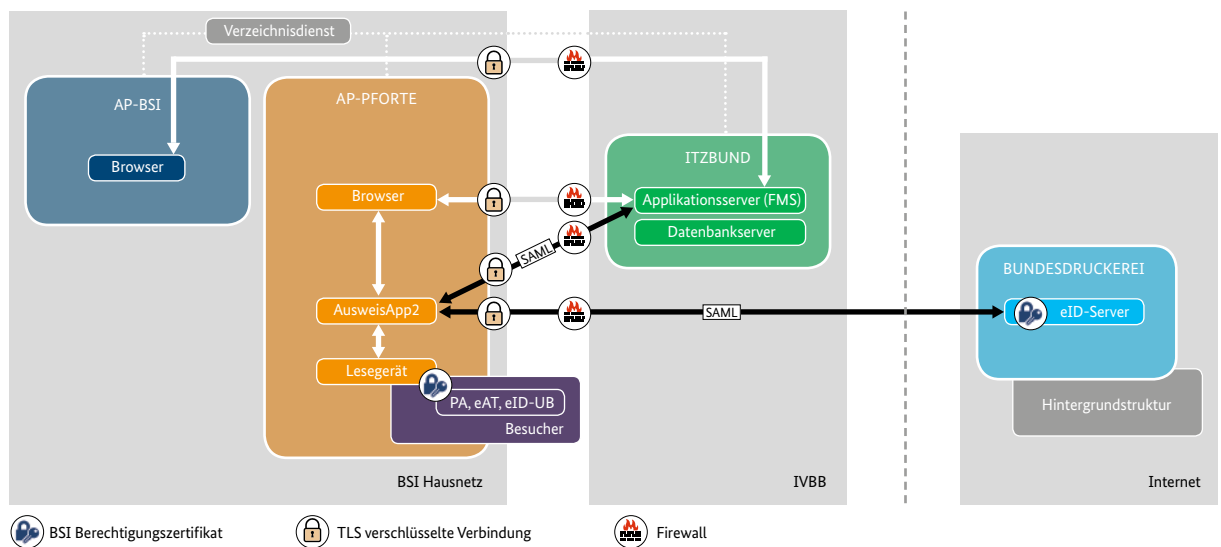 Verzeichnisdienst
AP-BSI
Browser
AP-PFORTE
Browser
AusweisApp2
Lesegerät
PA, eAT, eID-UB
Besucher
BSI Hausnetz
SAML
SAML
ITZBUND
Applikationsserver (FMS)
Datenbankserver
IVBB
BUNDESDRUCKEREI
eID-Server
Hintergrundstruktur
Internet
BSI Berechtigungszertifikat
TLS verschlüsselte Verbindung
Firewall